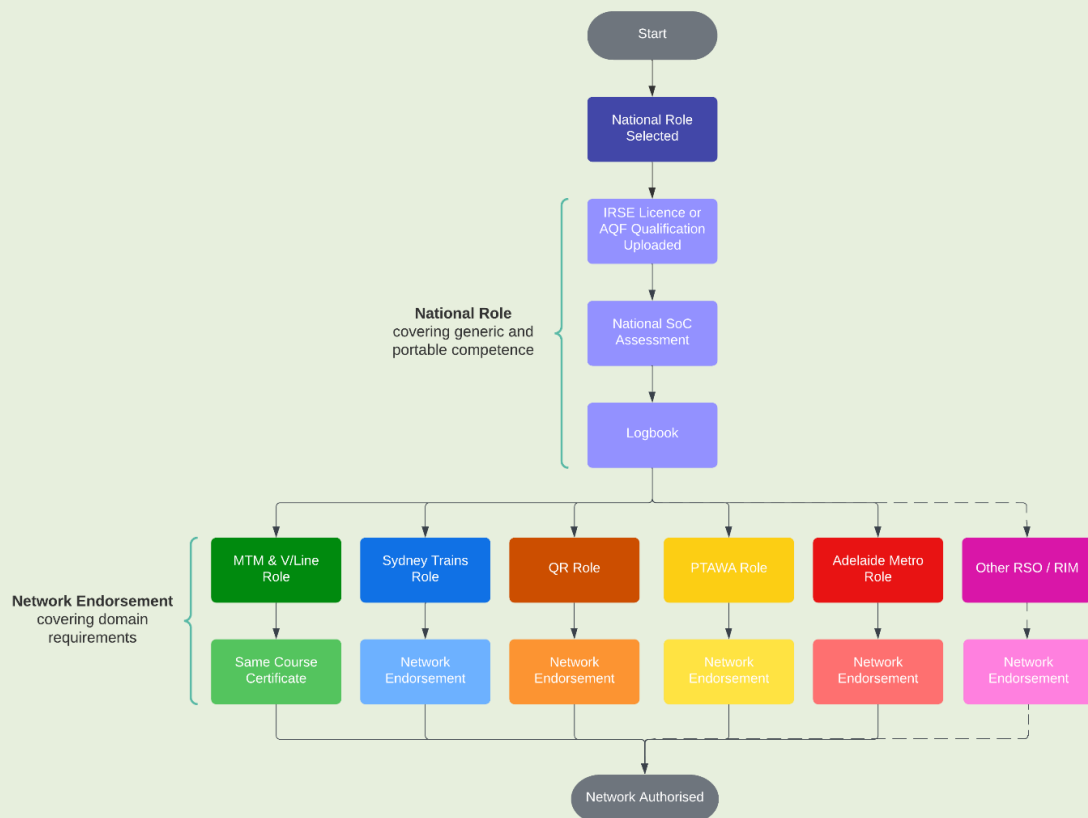 Start
National Role
Selected
IRSE Licence or
AQF Qualification
Uploaded
National Role
covering generic and
portable competence
National SoC
Assessment
Logbook
MTM & V/Line
Role
Sydney Trains
Role
QR Role
PTAWA Role
Adelaide Metro
Role
Other RSO / RIM
Network Endorsement
covering domain
requirements
Same Course
Certificate
Network
Endorsement
Network
Endorsement
Network
Endorsement
Network
Endorsement
Network
Endorsement
Network Authorised